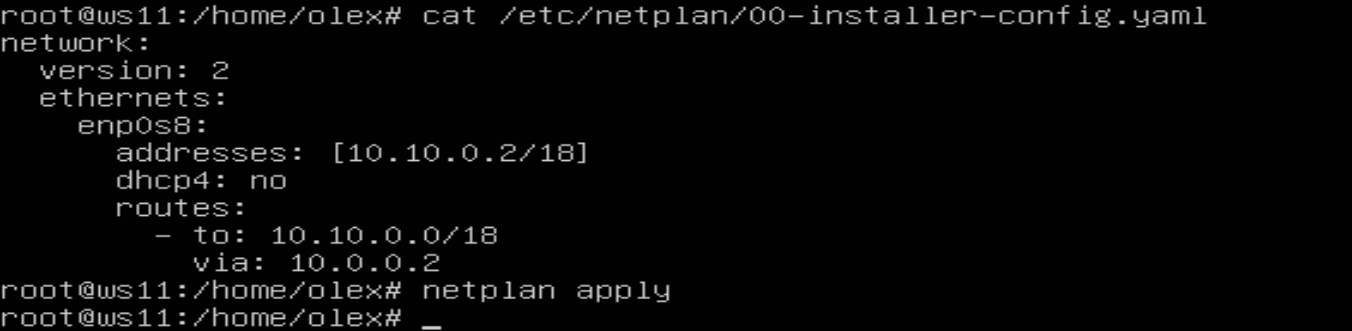 root@ws11:/home/olex# cat /etc/netplan/00-installer-config.yaml
network:
  version: 2
  ethernets:
    enp0s8:
      addresses: [10.10.0.2/18]
      dhcp4: no
      routes:
        - to: 10.10.0.0/18
          via: 10.0.0.2
root@ws11:/home/olex# netplan apply
root@ws11:/home/olex# _